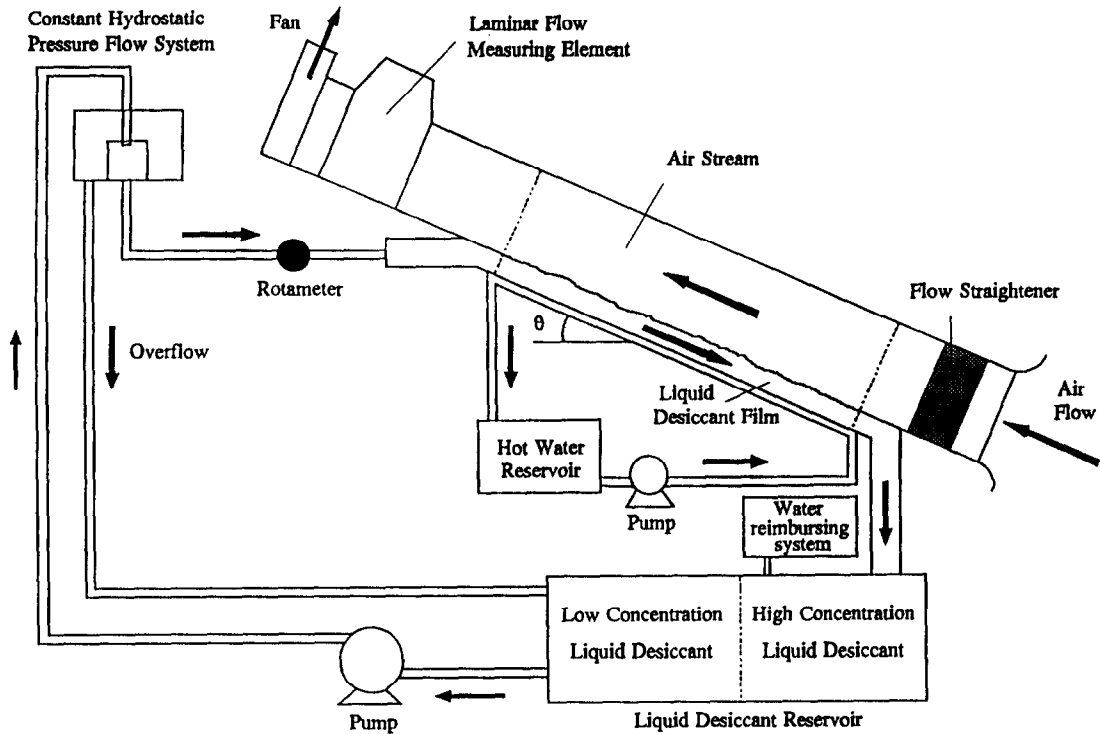 Constant Hydrostatic
Pressure Flow System
Fan
Laminar Flow
Measuring Element
Air Stream
Rotameter
Flow Straightener
θ
Overflow
Liquid
Desiccant Film
Air
Flow
Hot Water
Reservoir
Pump
Water
reimbursing
system
Low Concentration
Liquid Desiccant
High Concentration
Liquid Desiccant
Pump
Liquid Desiccant Reservoir